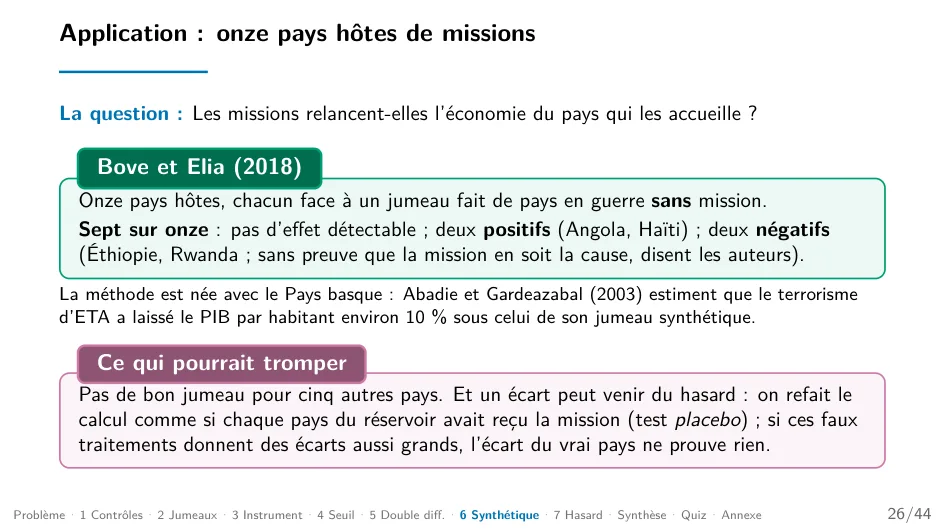 Application : onze pays hôtes de missions
La question : Les missions relancent-elles l'économie du pays qui les accueille ?
Bove et Elia (2018)
Onze pays hôtes, chacun face à un jumeau fait de pays en guerre sans mission.
Sept sur onze : pas d'effet détectable ; deux positifs (Angola, Haïti) ; deux négatifs
(Éthiopie, Rwanda ; sans preuve que la mission en soit la cause, disent les auteurs).
La méthode est née avec le Pays basque : Abadie et Gardeazabal (2003) estiment que le terrorisme
d'ETA a laissé le PIB par habitant environ 10 % sous celui de son jumeau synthétique.
Ce qui pourrait tromper
Pas de bon jumeau pour cinq autres pays. Et un écart peut venir du hasard : on refait le
calcul comme si chaque pays du réservoir avait reçu la mission (test placebo) ; si ces faux
traitements donnent des écarts aussi grands, l'écart du vrai pays ne prouve rien.
Problème · 1 Contrôles · 2 Jumeaux · 3 Instrument · 4 Seuil · 5 Double diff. · 6 Synthétique · 7 Hasard · Synthèse · Quiz · Annexe 26/44